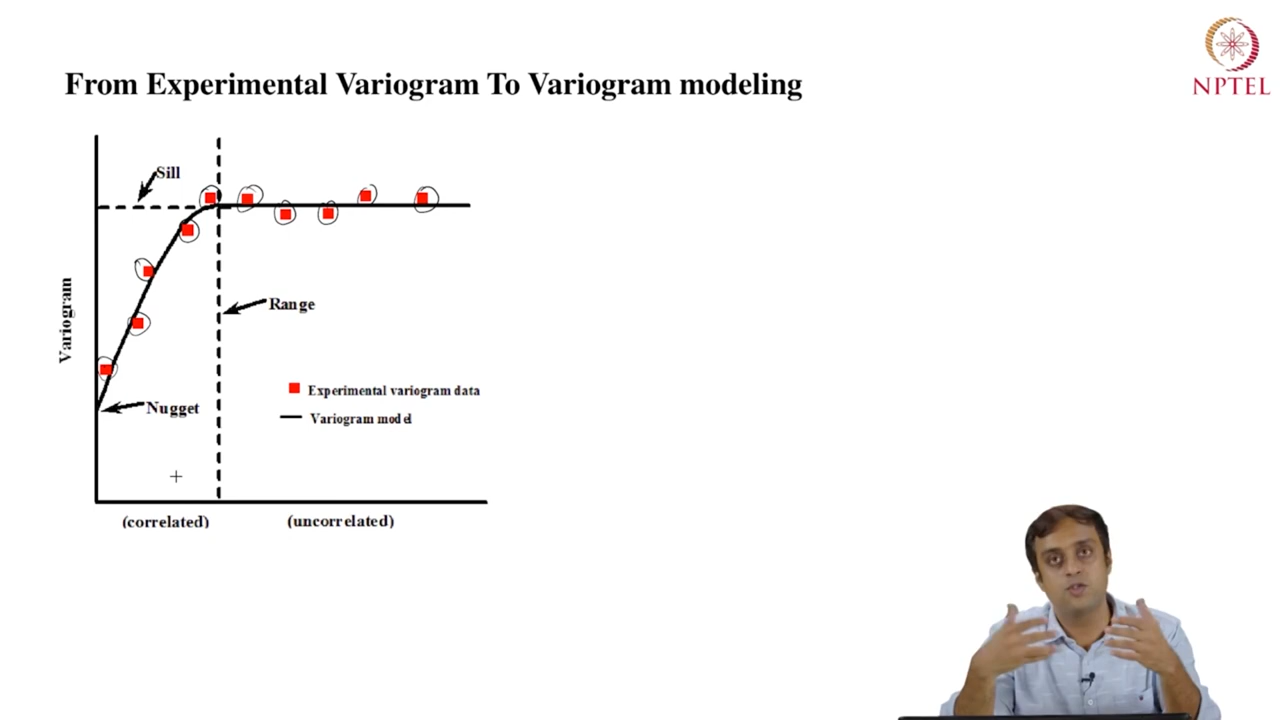 From Experimental Variogram To Variogram modeling
NPTEL
Sill
Variogram
Range
Experimental variogram data
Variogram model
Nugget
(correlated)
(uncorrelated)